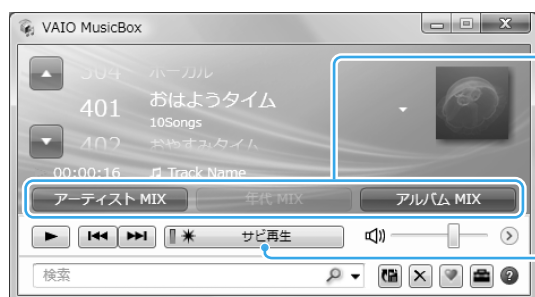 VAIO MusicBox
304 ボーカル
401 おはようタイム
10Songs
402 おやすみタイム
00:00:16 ♫ Track Name
アーティスト MIX 年代 MIX アルバム MIX
サビ再生
検索